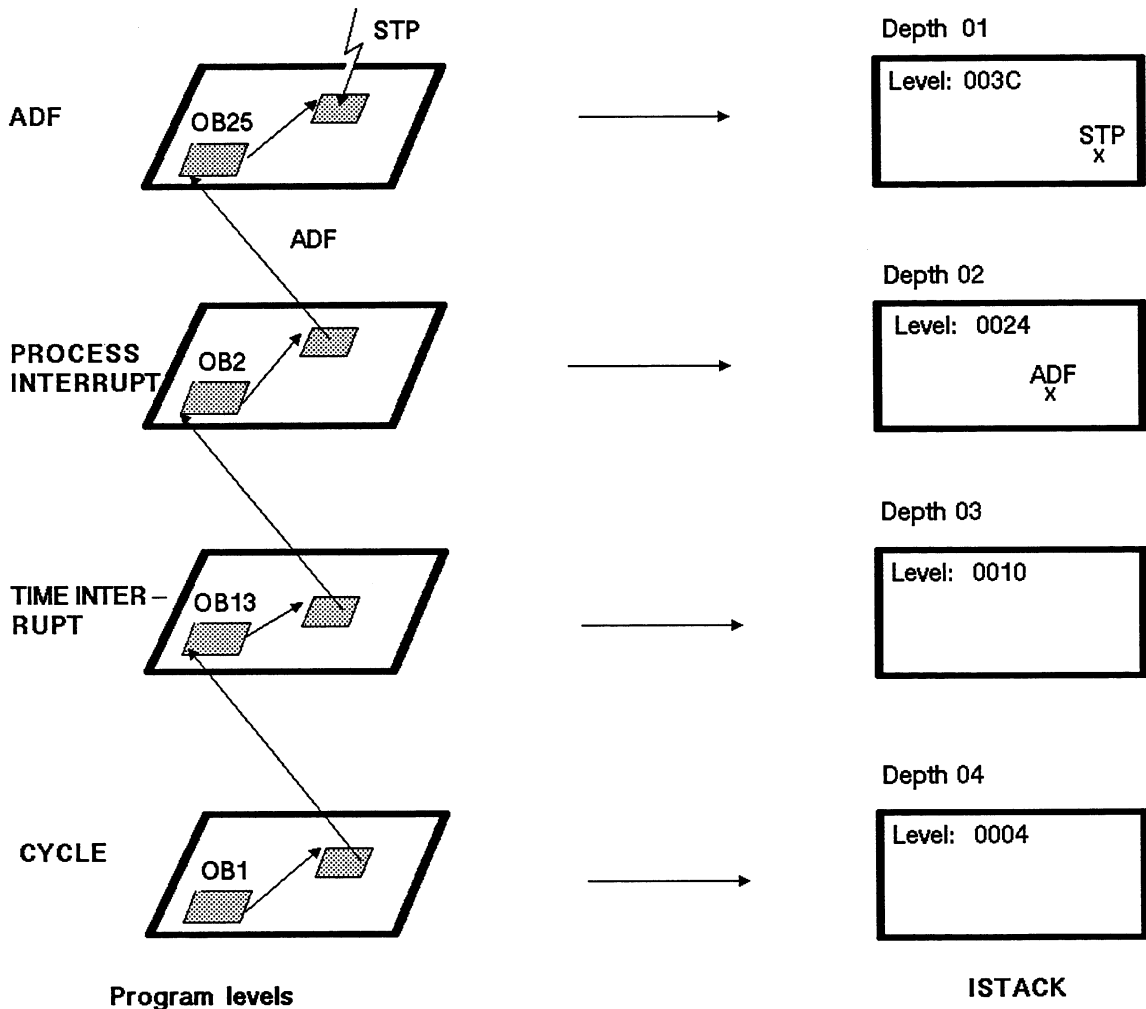 STP
Depth 01
ADF
OB25
Level: 003C
STP
x
ADF
Depth 02
PROCESS
INTERRUPT
OB2
Level: 0024
ADF
x
Depth 03
TIME INTER –
RUPT
OB13
Level: 0010
Depth 04
CYCLE
OB1
Level: 0004
Program levels
ISTACK